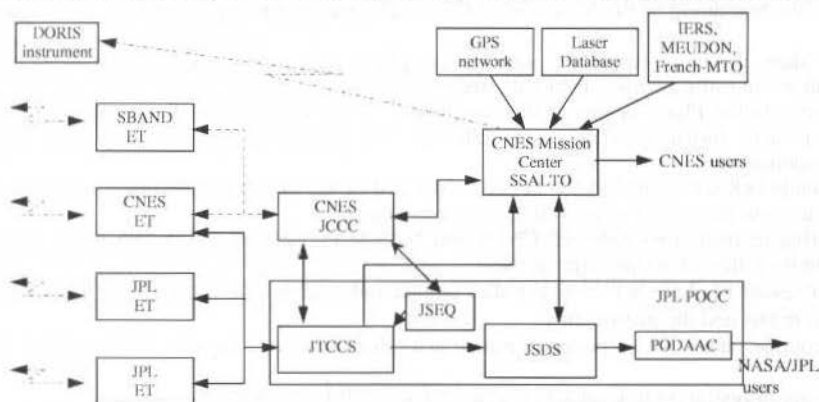 DORIS
instrument
GPS
network
Laser
Database
IERS,
MEUDON,
French-MTO
SBAND
ET
CNES Mission
Center
SSALTO
CNES users
CNES
ET
CNES
JCCC
JPL
ET
JSEQ
JPL POCC
JTCCS
JSDS
PODAAC
NASA/JPL
users
JPL
ET